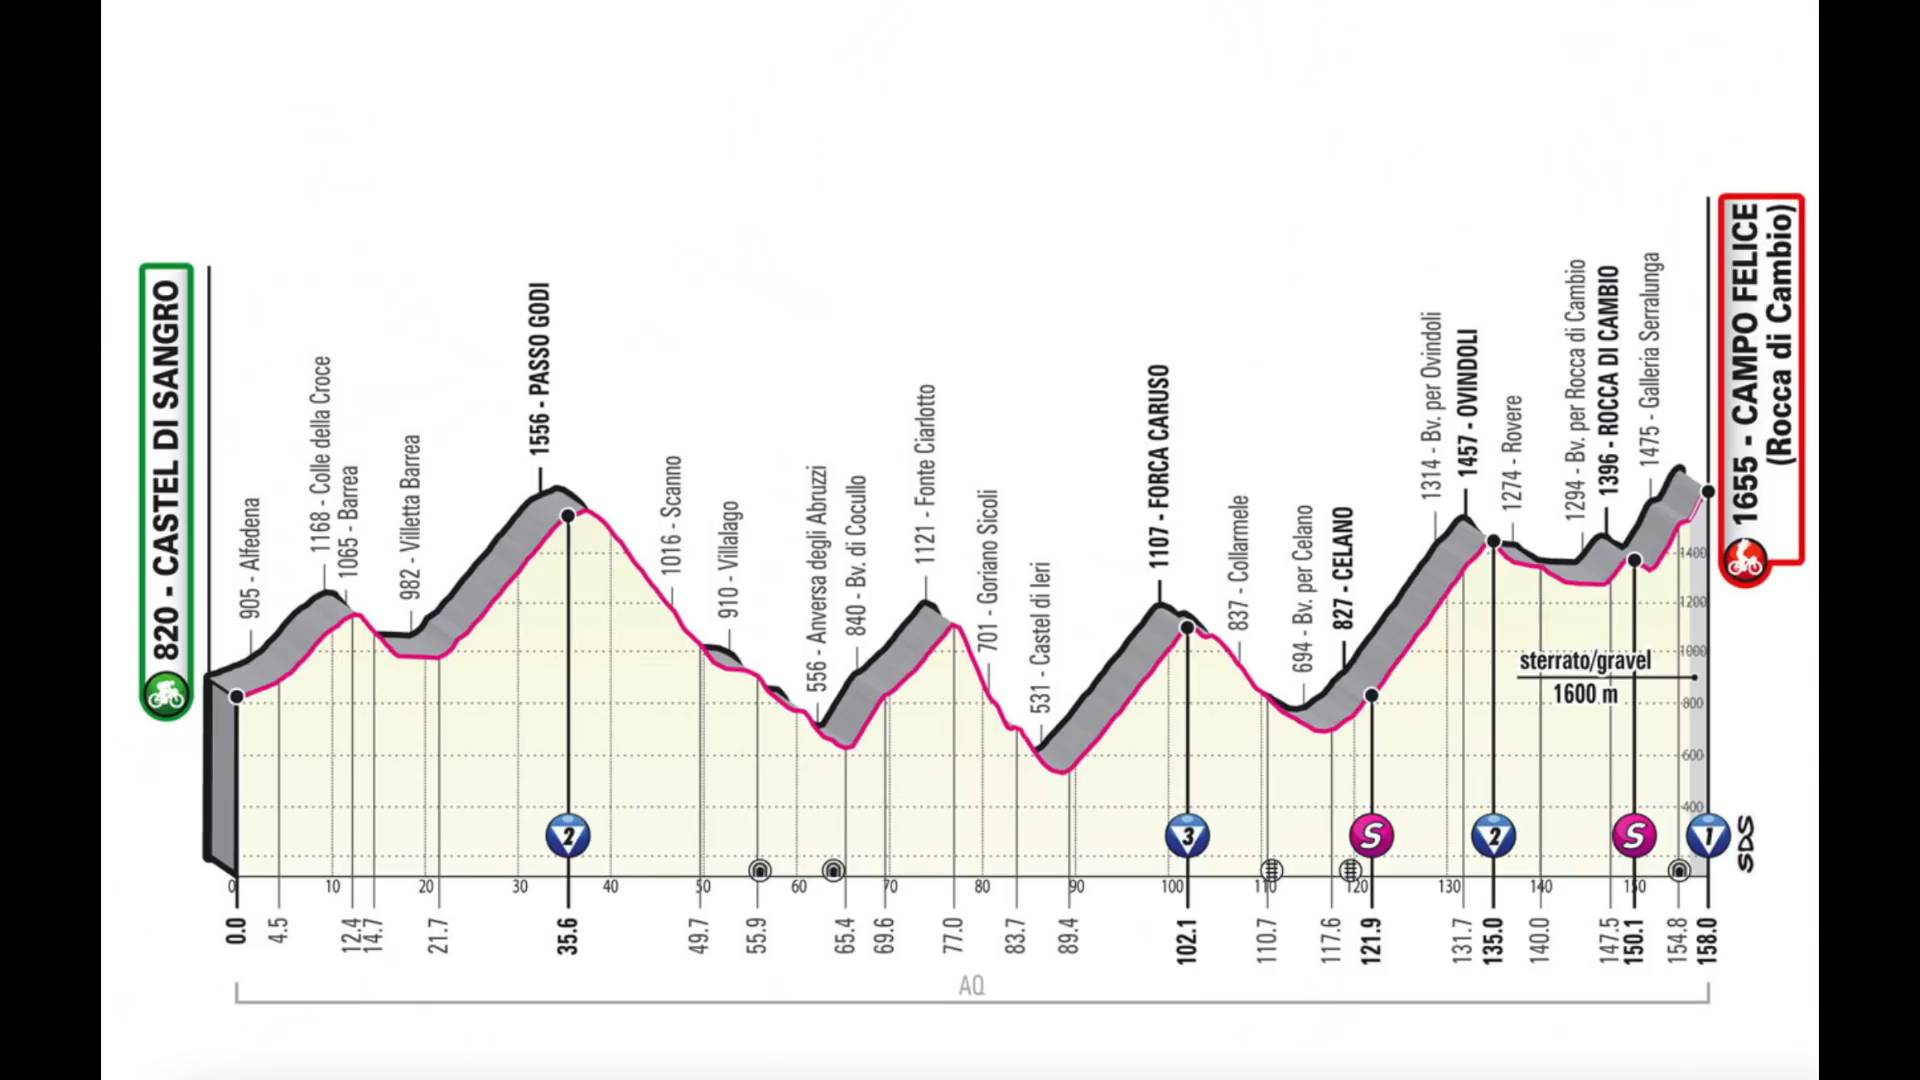 820 - CASTEL DI SANGRO
905 - Alfedena
1168 - Colle della Croce
1065 - Barrea
982 - Villetta Barrea
1556 - PASSO GODI
1016 - Scanno
910 - Villalago
556 - Anversa degli Abruzzi
840 - Bv. di Cocullo
1121 - Fonte Ciarlotto
701 - Goriano Sicoli
531 - Castel di Ieri
1107 - FORCA CARUSO
837 - Collarmele
694 - Bv. per Celano
827 - CELANO
1314 - Bv. per Ovindoli
1457 - OVINDOLI
1274 - Rovere
1294 - Bv. per Rocca di Cambio
1396 - ROCCA DI CAMBIO
1475 - Galleria Serralunga
1655 - CAMPO FELICE
(Rocca di Cambio)
1400
1200
1000
800
600
400
sterrato/gravel
1600 m
2
3
S
2
S
1
SDS
0 10 20 30 40 50 60 70 80 90 100 110 120 130 140 150
0.0 4.5 12.4 14.7 21.7 35.6 49.7 55.9 65.4 69.6 77.0 83.7 89.4 102.1 110.7 117.6 121.9 131.7 135.0 140.0 147.5 150.1 154.8 158.0
AQ